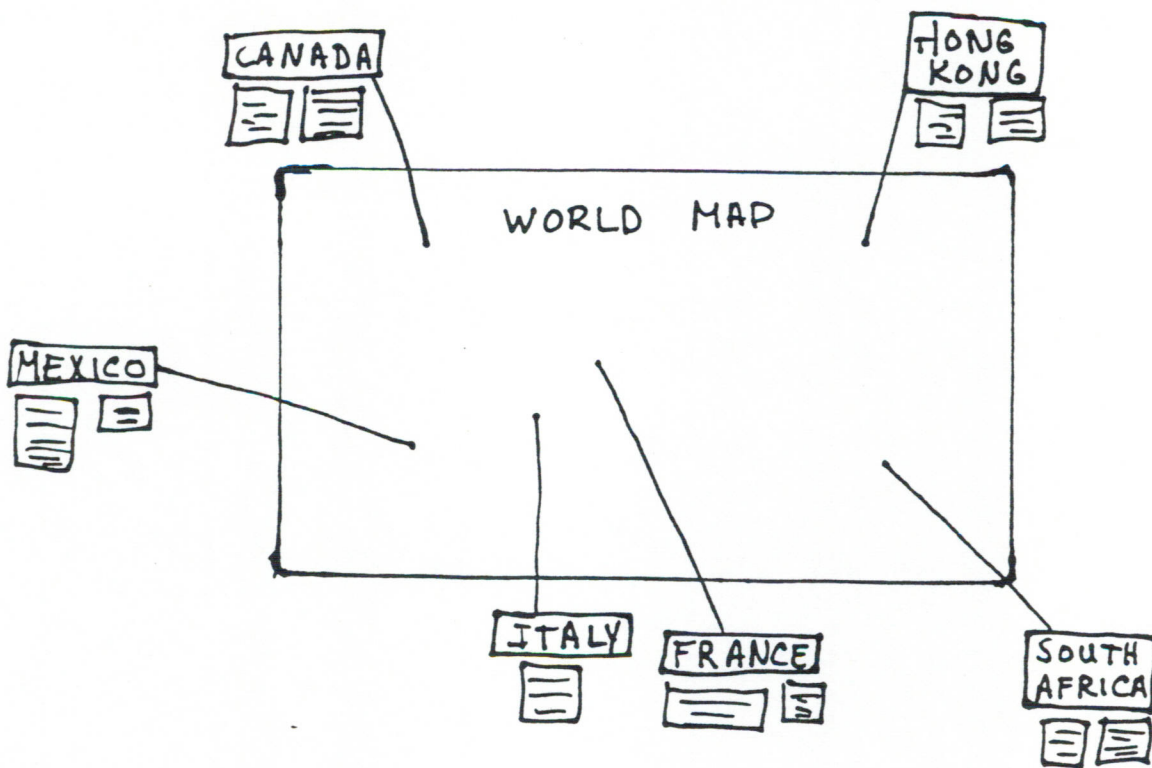 CANADA
HONG
KONG
WORLD MAP
MEXICO
ITALY
FRANCE
SOUTH
AFRICA